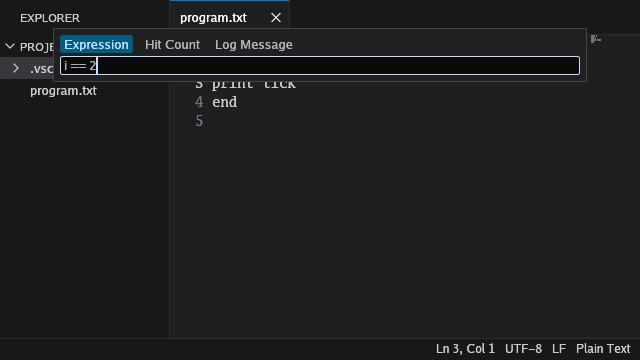 EXPLORER
program.txt
PROJE
Expression Hit Count Log Message
.vsc
i == 2
program.txt
3 print tick
4 end
5
Ln 3, Col 1 UTF-8 LF Plain Text